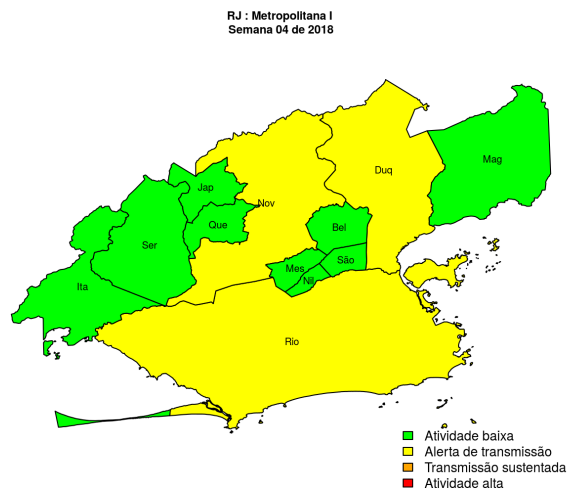 RJ : Metropolitana I
Semana 04 de 2018
Mag
Duq
Jap
Nov
Que
Bel
Ser
São
Mes
Nil
Ita
Rio
Atividade baixa
Alerta de transmissão
Transmissão sustentada
Atividade alta